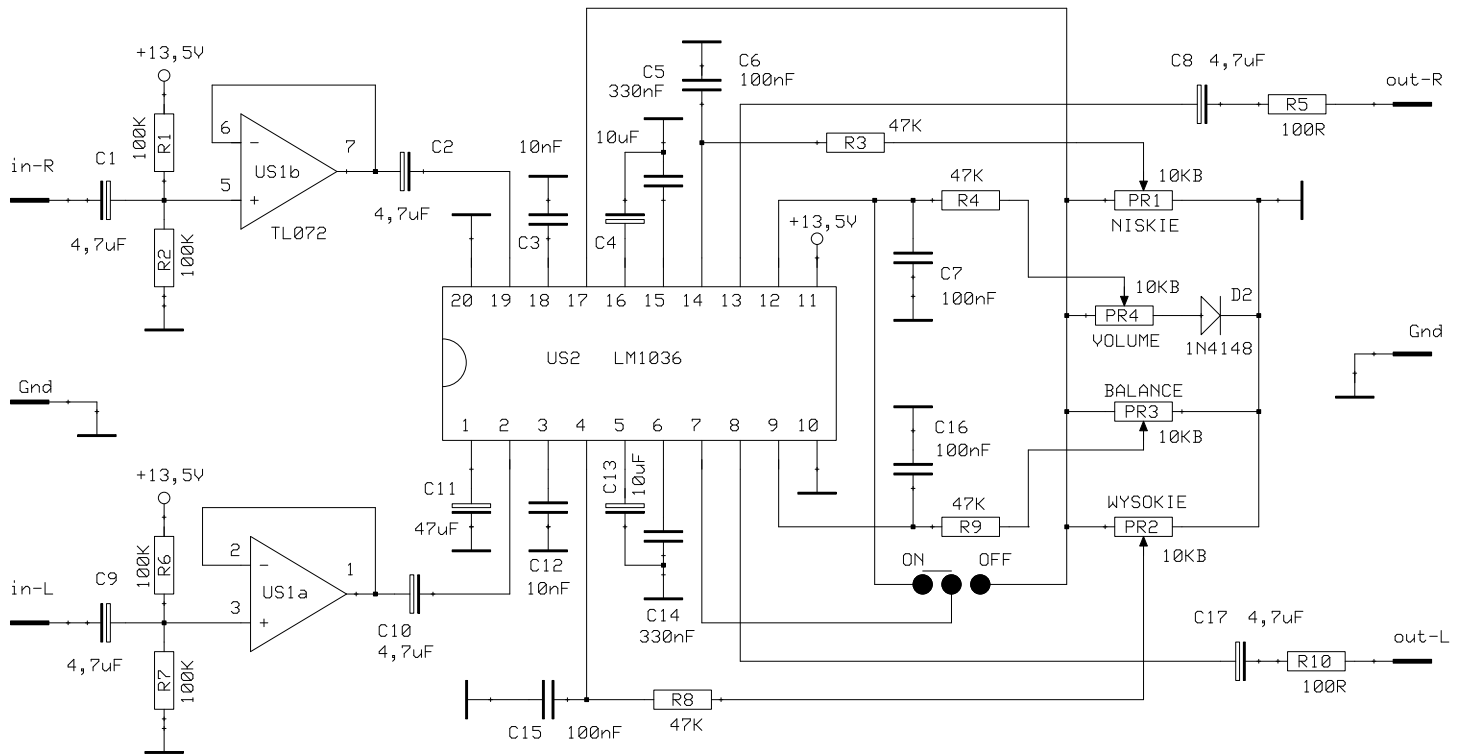 +13,5V
100K
R1
in-R
C1
4,7uF
R2
100K
6
5
7
US1b
TL072
C2
4,7uF
10nF
C3
C4
10uF
C5
330nF
C6
100nF
R3
47K
C8 4,7uF
R5
100R
out-R
47K
R4
+13,5V
C7
100nF
10KB
PR1
NISKIE
10KB
PR4
VOLUME
D2
1N4148
Gnd
Gnd
20 19 18 17 16 15 14 13 12 11
US2 LM1036
1 2 3 4 5 6 7 8 9 10
BALANCE
PR3
10KB
C16
100nF
47K
R9
WYSOKIE
PR2
10KB
ON OFF
+13,5V
100K
R6
in-L
C9
4,7uF
R7
100K
2
3
1
US1a
C10
4,7uF
C11
47uF
C12
10nF
C13
10uF
C14
330nF
C15 100nF
R8
47K
C17 4,7uF
R10
100R
out-L